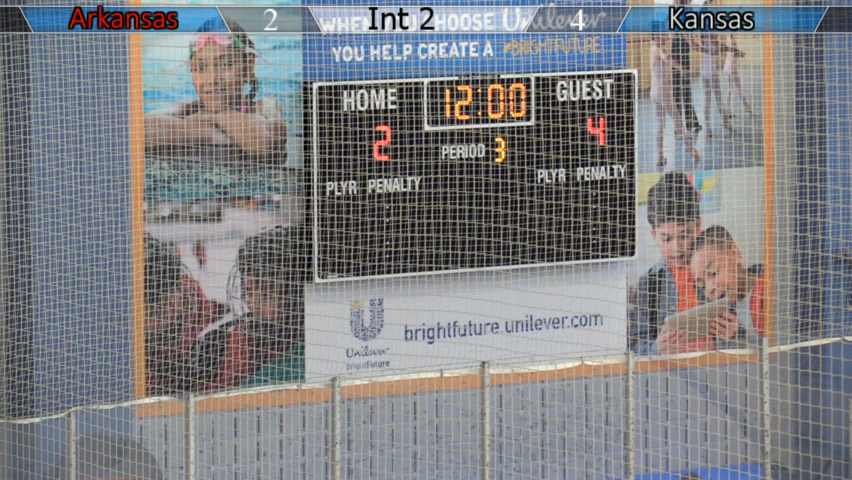 Arkansas 2 Int 2 4 Kansas
WHEN YOU CHOOSE Unilever
YOU HELP CREATE A #BRIGHTFUTURE.
HOME 12:00 GUEST
2 PERIOD 3 4
PLYR PENALTY PLYR PENALTY
Unilever
brightFuture
brightfuture.unilever.com